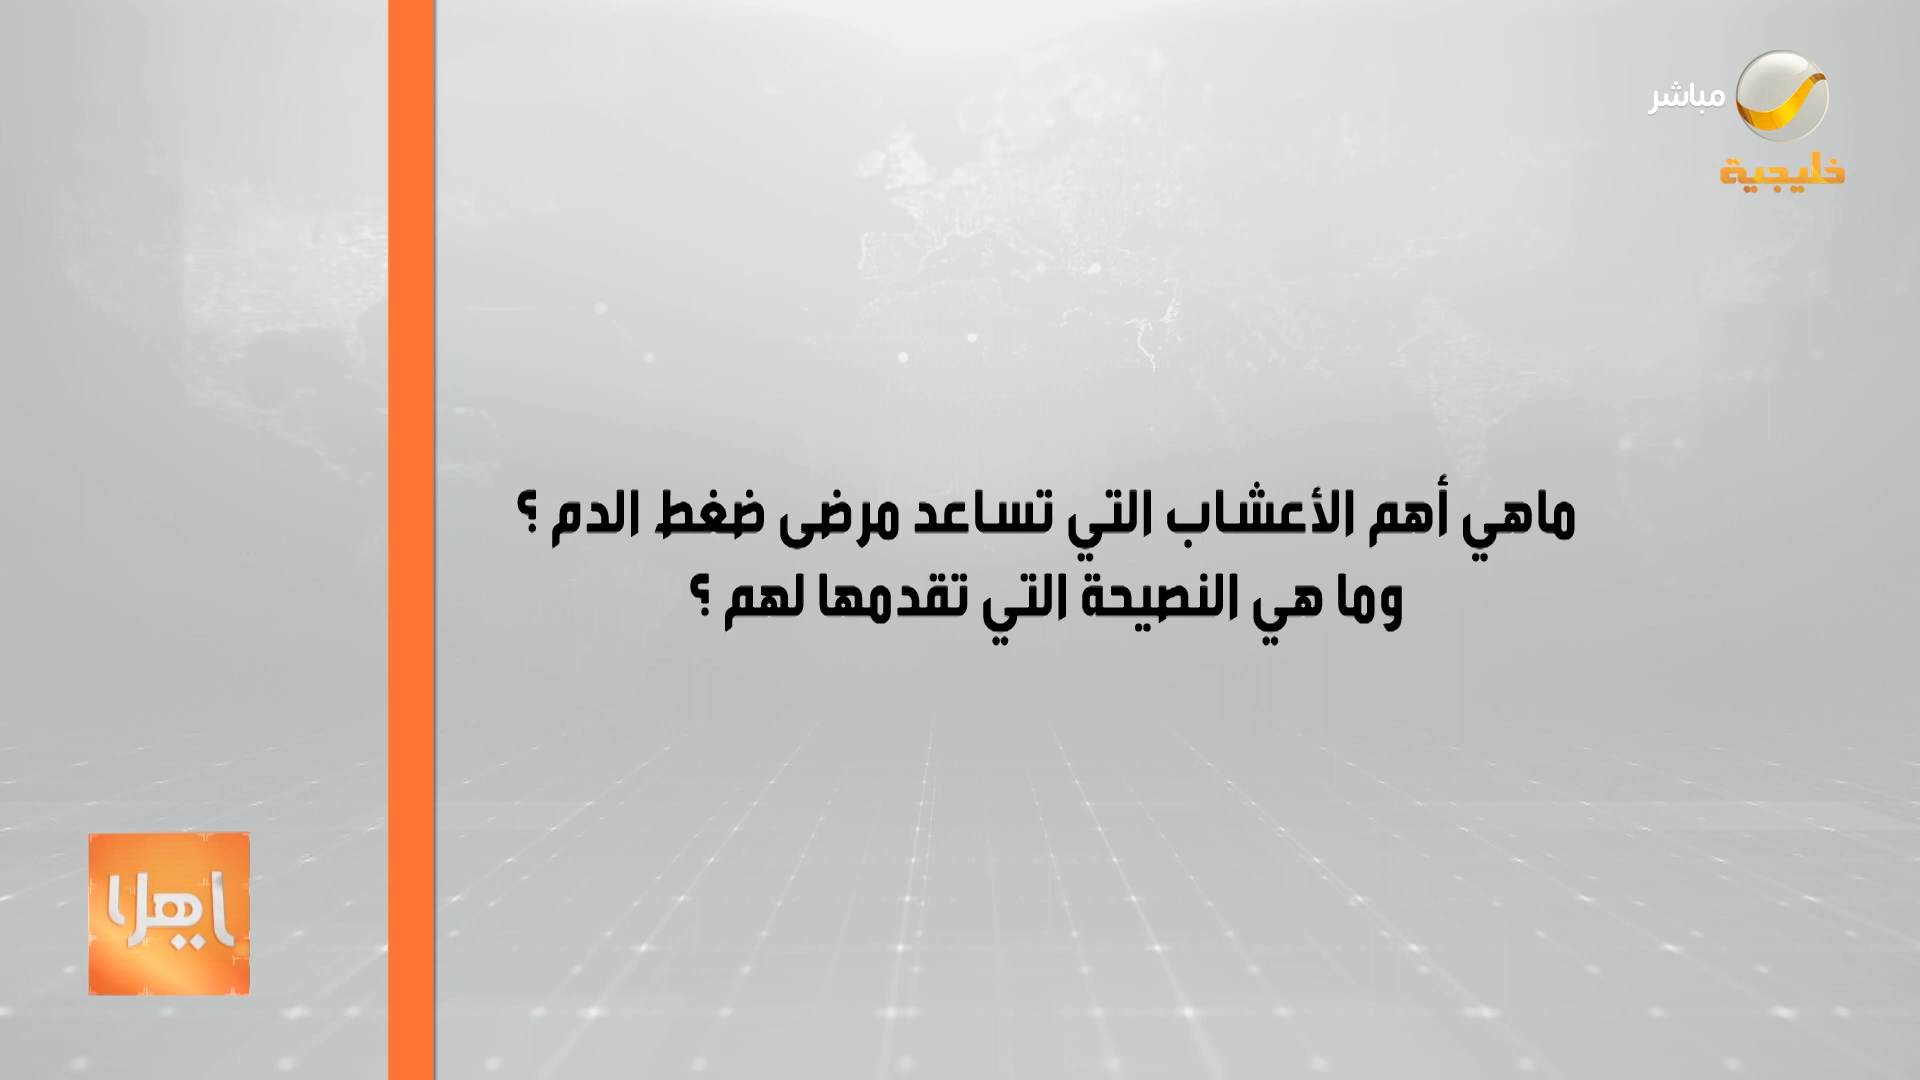 مباشر
خليجية
ماهي أهم الأعشاب التي تساعد مرضى ضغط الدم ؟
وما هي النصيحة التي تقدمها لهم ؟
ياهلا